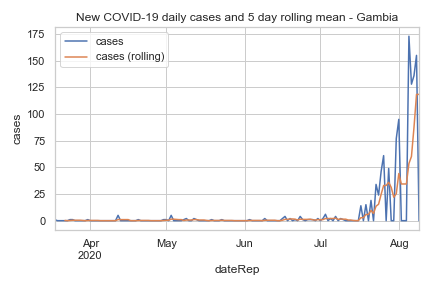 New COVID-19 daily cases and 5 day rolling mean - Gambia
cases
cases (rolling)
175
150
125
100
75
50
25
0
cases
Apr
2020
May
Jun
Jul
Aug
dateRep